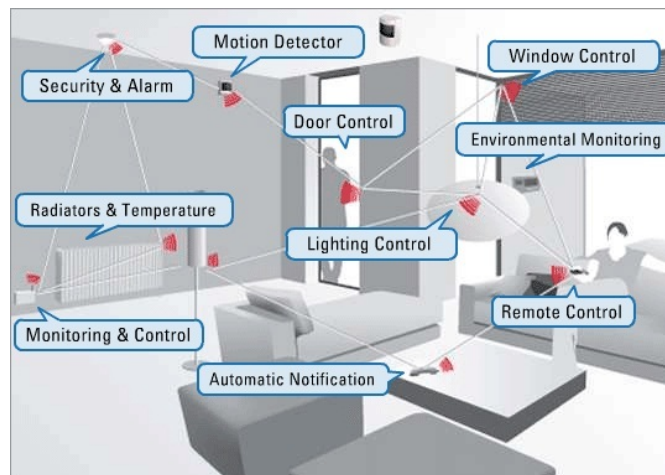 Motion Detector
Window Control
Security & Alarm
Door Control
Environmental Monitoring
Radiators & Temperature
Lighting Control
Remote Control
Monitoring & Control
Automatic Notification